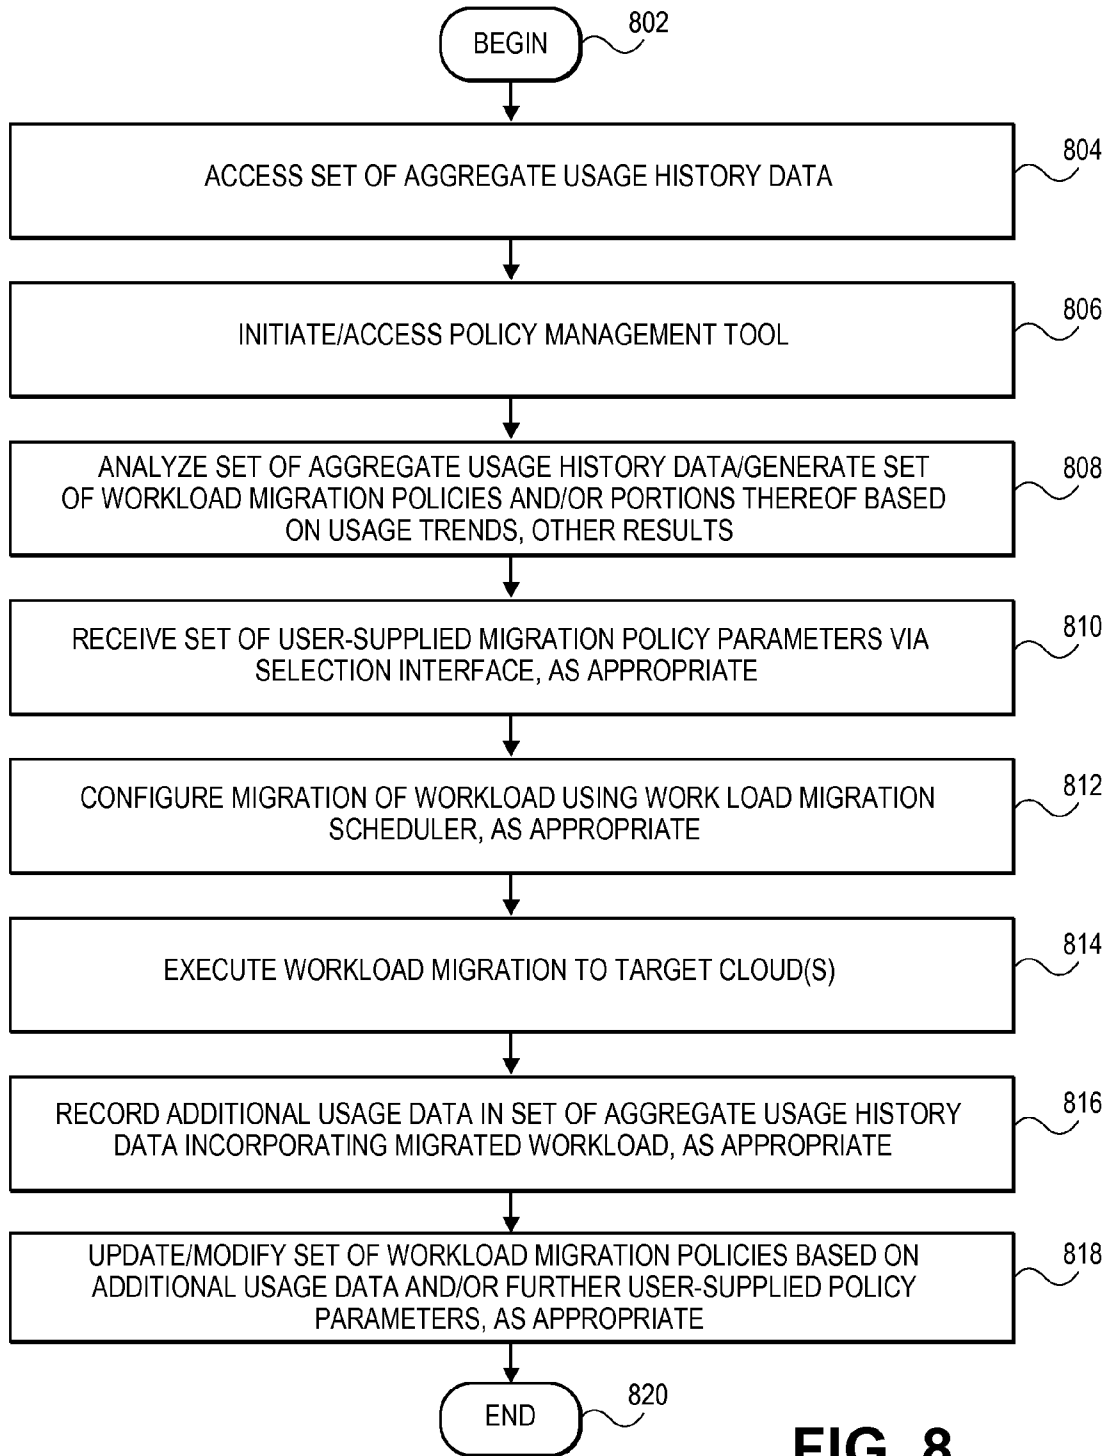 BEGIN
802
ACCESS SET OF AGGREGATE USAGE HISTORY DATA
804
INITIATE/ACCESS POLICY MANAGEMENT TOOL
806
ANALYZE SET OF AGGREGATE USAGE HISTORY DATA/GENERATE SET
OF WORKLOAD MIGRATION POLICIES AND/OR PORTIONS THEREOF BASED
ON USAGE TRENDS, OTHER RESULTS
808
RECEIVE SET OF USER-SUPPLIED MIGRATION POLICY PARAMETERS VIA
SELECTION INTERFACE, AS APPROPRIATE
810
CONFIGURE MIGRATION OF WORKLOAD USING WORK LOAD MIGRATION
SCHEDULER, AS APPROPRIATE
812
EXECUTE WORKLOAD MIGRATION TO TARGET CLOUD(S)
814
RECORD ADDITIONAL USAGE DATA IN SET OF AGGREGATE USAGE HISTORY
DATA INCORPORATING MIGRATED WORKLOAD, AS APPROPRIATE
816
UPDATE/MODIFY SET OF WORKLOAD MIGRATION POLICIES BASED ON
ADDITIONAL USAGE DATA AND/OR FURTHER USER-SUPPLIED POLICY
PARAMETERS, AS APPROPRIATE
818
END
820
FIG. 8